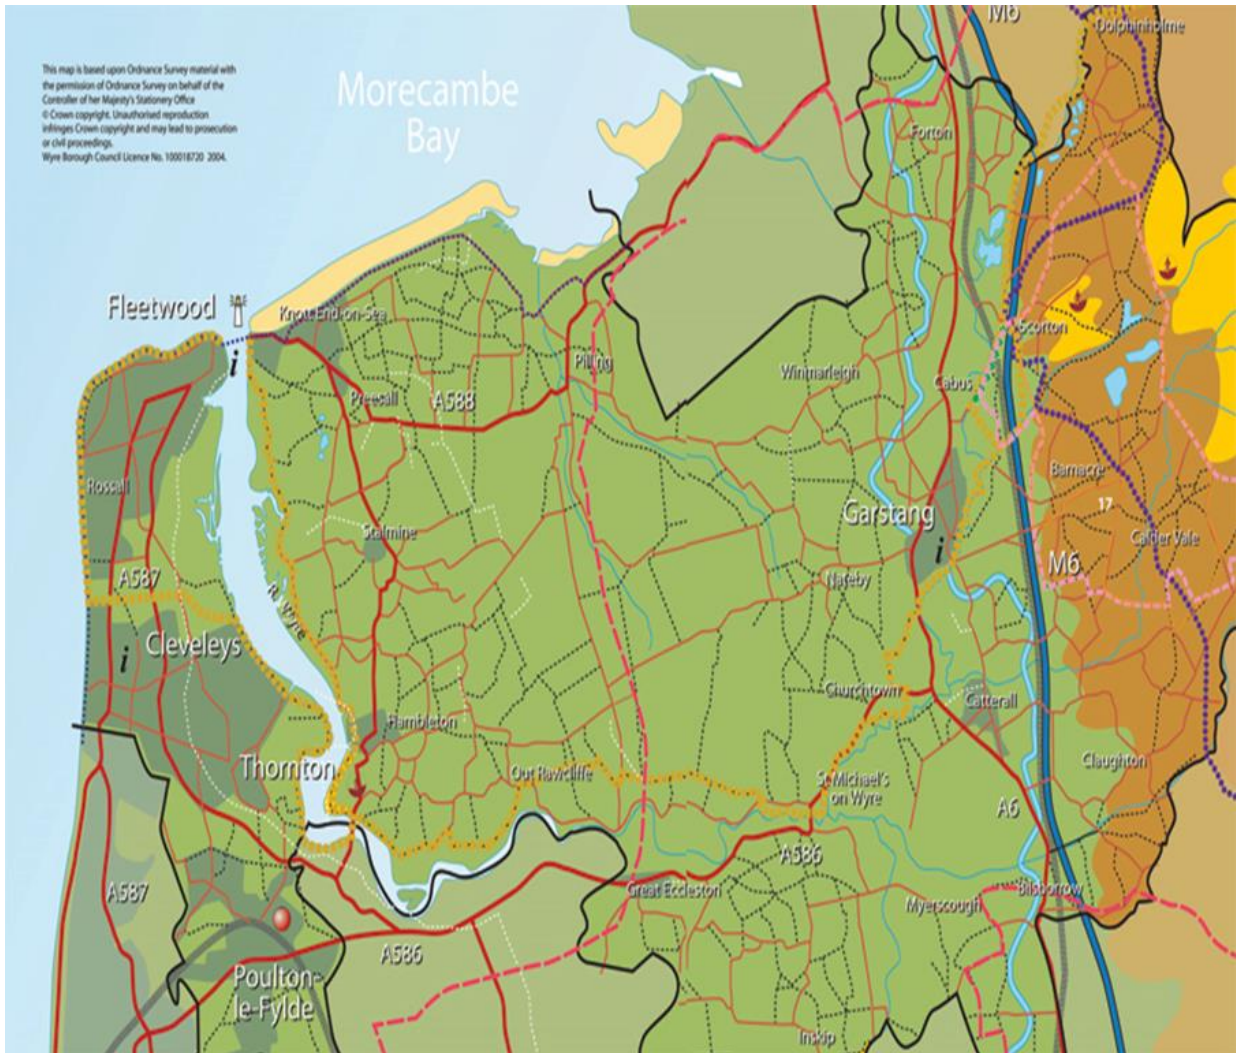 This map is based upon Ordnance Survey material with
the permission of Ordnance Survey on behalf of the
Controller of her Majesty's Stationery Office
© Crown copyright. Unauthorised reproduction
infringes Crown copyright and may lead to prosecution
or civil proceedings.
Wyre Borough Council Licence No. 100018720 2004.
Morecambe
Bay
M6
Dolphinholme
Forton
Fleetwood
i
Knott End-on-Sea
Scorton
Pilling
Winmarleigh
Cabus
Preesall
A588
Rossall
Barnacre
17
Garstang
i
Stalmine
Calder Vale
M6
A587
Nateby
R. Wyre
Cleveleys
i
Churchtown
Catterall
Hambleton
Thornton
Out Rawcliffe
St Michael's
on Wyre
Claughton
A6
A586
A587
Great Eccleston
Myerscough
Bilsborrow
A586
Poulton-
le-Fylde
Inskip